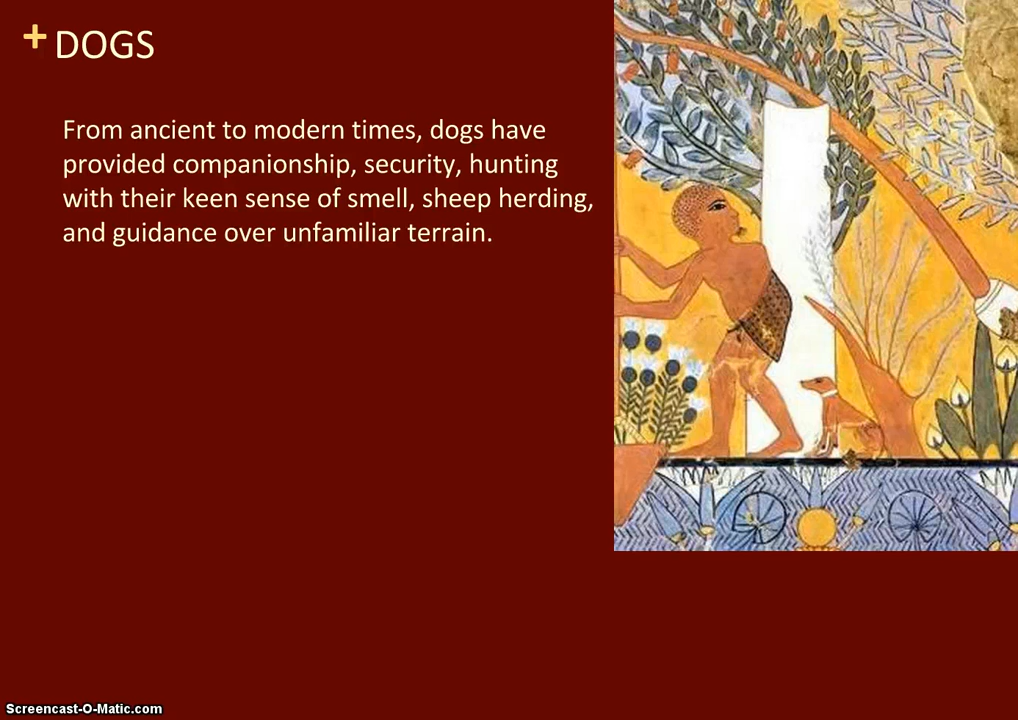 + DOGS
From ancient to modern times, dogs have
provided companionship, security, hunting
with their keen sense of smell, sheep herding,
and guidance over unfamiliar terrain.
Screencast-O-Matic.com